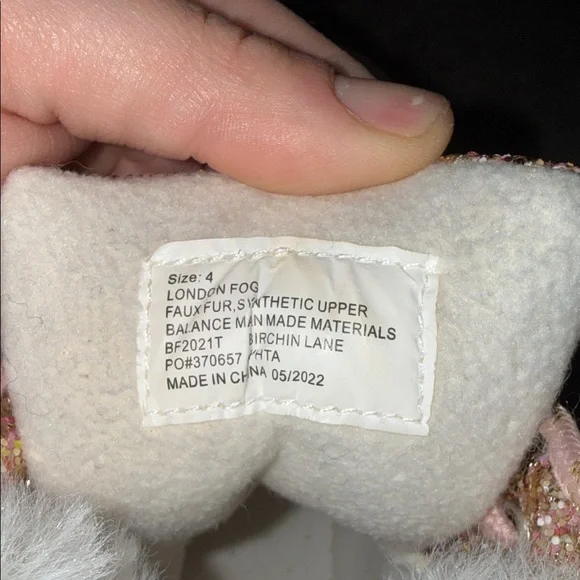 Size: 4
LONDON FOG
FAUX FUR, SYNTHETIC UPPER
BALANCE MAN MADE MATERIALS
BF2021T BIRCHIN LANE
PO#370657 YHTA
MADE IN CHINA 05/2022